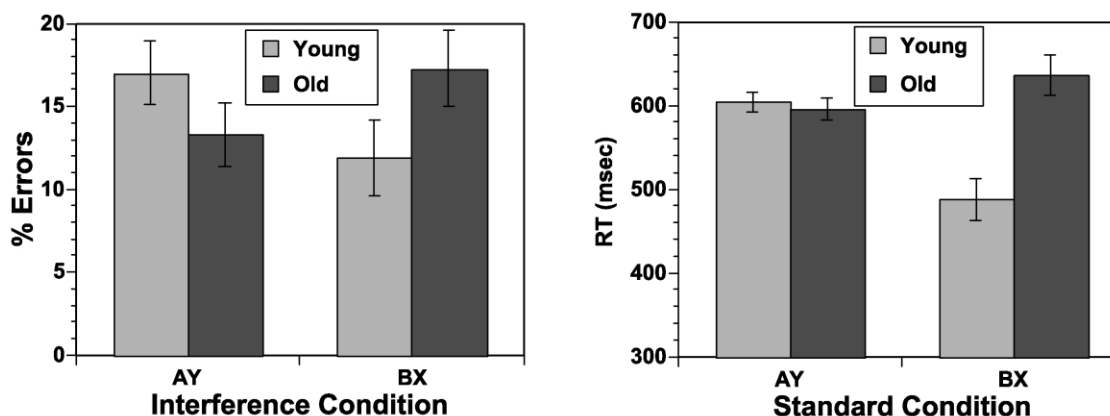 % Errors
20
15
10
5
0
Young
Old
AY
BX
Interference Condition
RT (msec)
700
600
500
400
300
Young
Old
AY
BX
Standard Condition